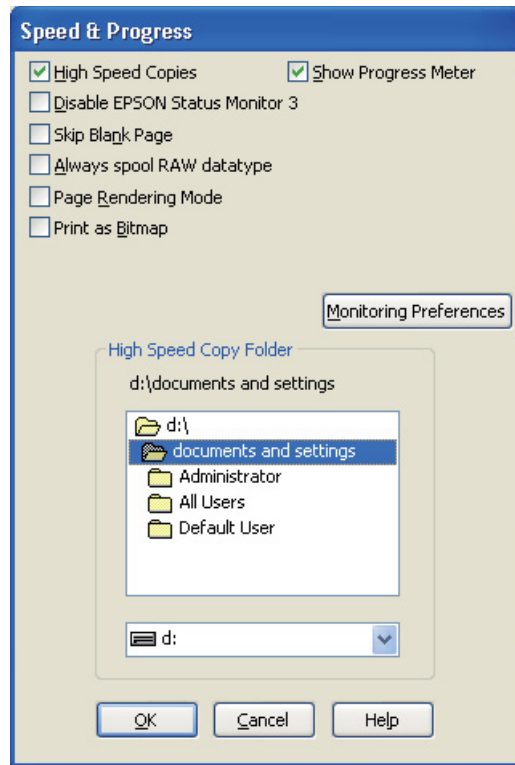 Speed & Progress
High Speed Copies Show Progress Meter
Disable EPSON Status Monitor 3
Skip Blank Page
Always spool RAW datatype
Page Rendering Mode
Print as Bitmap
Monitoring Preferences
High Speed Copy Folder
d:\documents and settings
d:\
documents and settings
Administrator
All Users
Default User
d:
OK Cancel Help